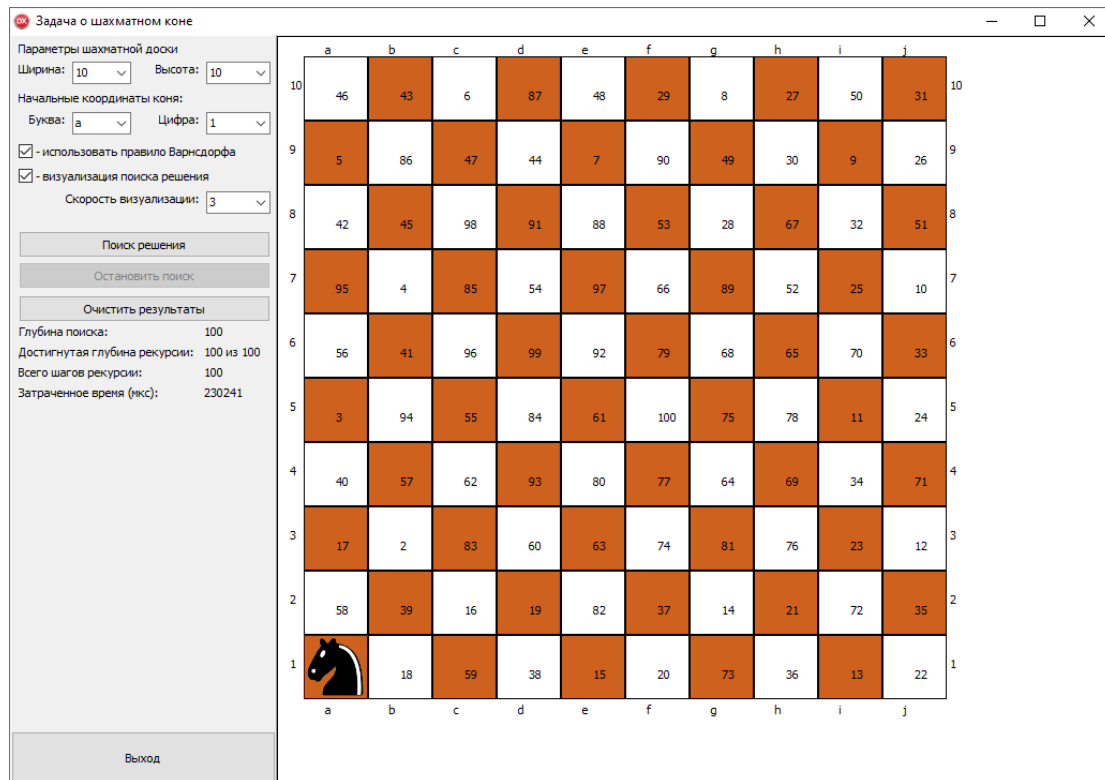 Задача о шахматном коне
Параметры шахматной доски
Ширина: 10 Высота: 10
Начальные координаты коня:
Буква: a Цифра: 1
- использовать правило Варнсдорфа
- визуализация поиска решения
Скорость визуализации: 3
Поиск решения
Остановить поиск
Очистить результаты
Глубина поиска: 100
Достигнутая глубина рекурсии: 100 из 100
Всего шагов рекурсии: 100
Затраченное время (мкс): 230241
Выход
a b c d e f g h i j
10 46 43 6 87 48 29 8 27 50 31 10
9 5 86 47 44 7 90 49 30 9 26 9
8 42 45 98 91 88 53 28 67 32 51 8
7 95 4 85 54 97 66 89 52 25 10 7
6 56 41 96 99 92 79 68 65 70 33 6
5 3 94 55 84 61 100 75 78 11 24 5
4 40 57 62 93 80 77 64 69 34 71 4
3 17 2 83 60 63 74 81 76 23 12 3
2 58 39 16 19 82 37 14 21 72 35 2
1 18 59 38 15 20 73 36 13 22 1
a b c d e f g h i j